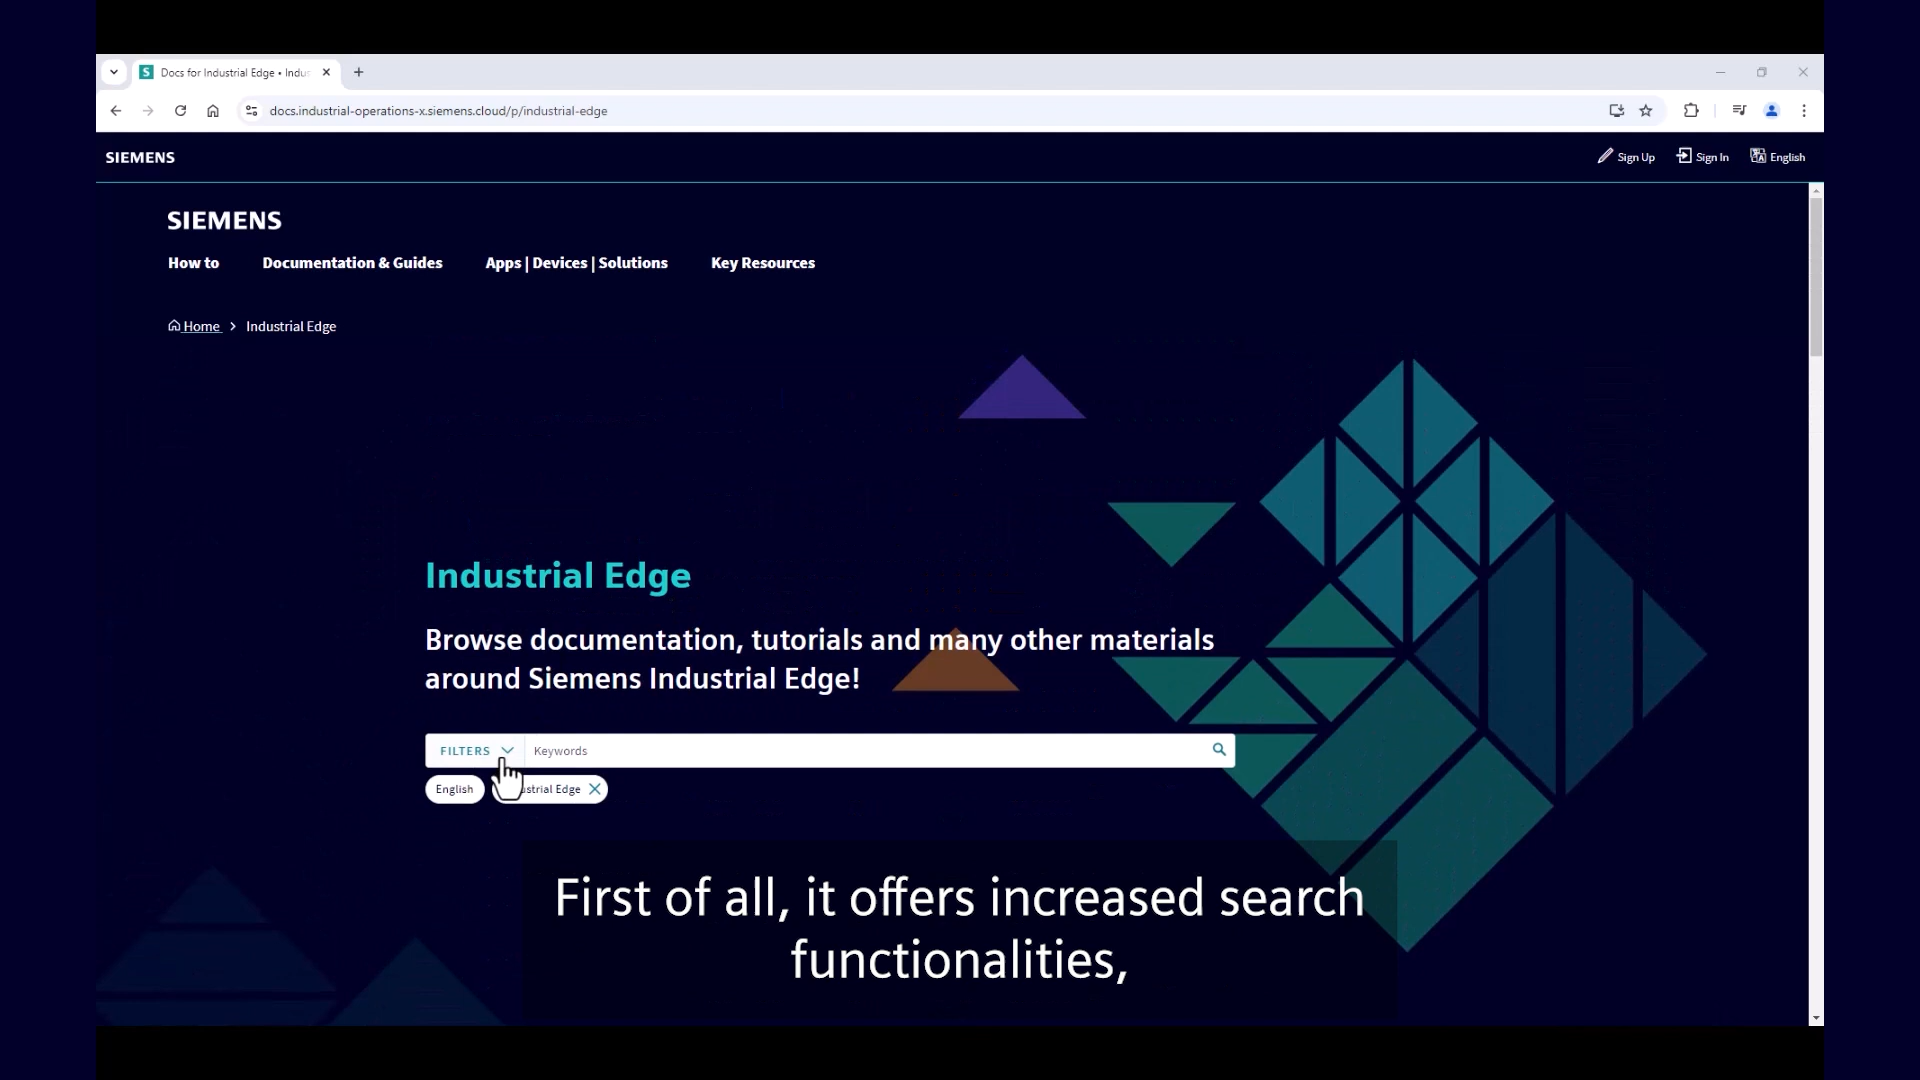 Docs for Industrial Edge • Indus
docs.industrial-operations-x.siemens.cloud/p/industrial-edge
SIEMENS
Sign Up
Sign In
English
SIEMENS
How to
Documentation & Guides
Apps | Devices | Solutions
Key Resources
Home > Industrial Edge
Industrial Edge
Browse documentation, tutorials and many other materials
around Siemens Industrial Edge!
FILTERS
Keywords
English
ustrial Edge
First of all, it offers increased search
functionalities,